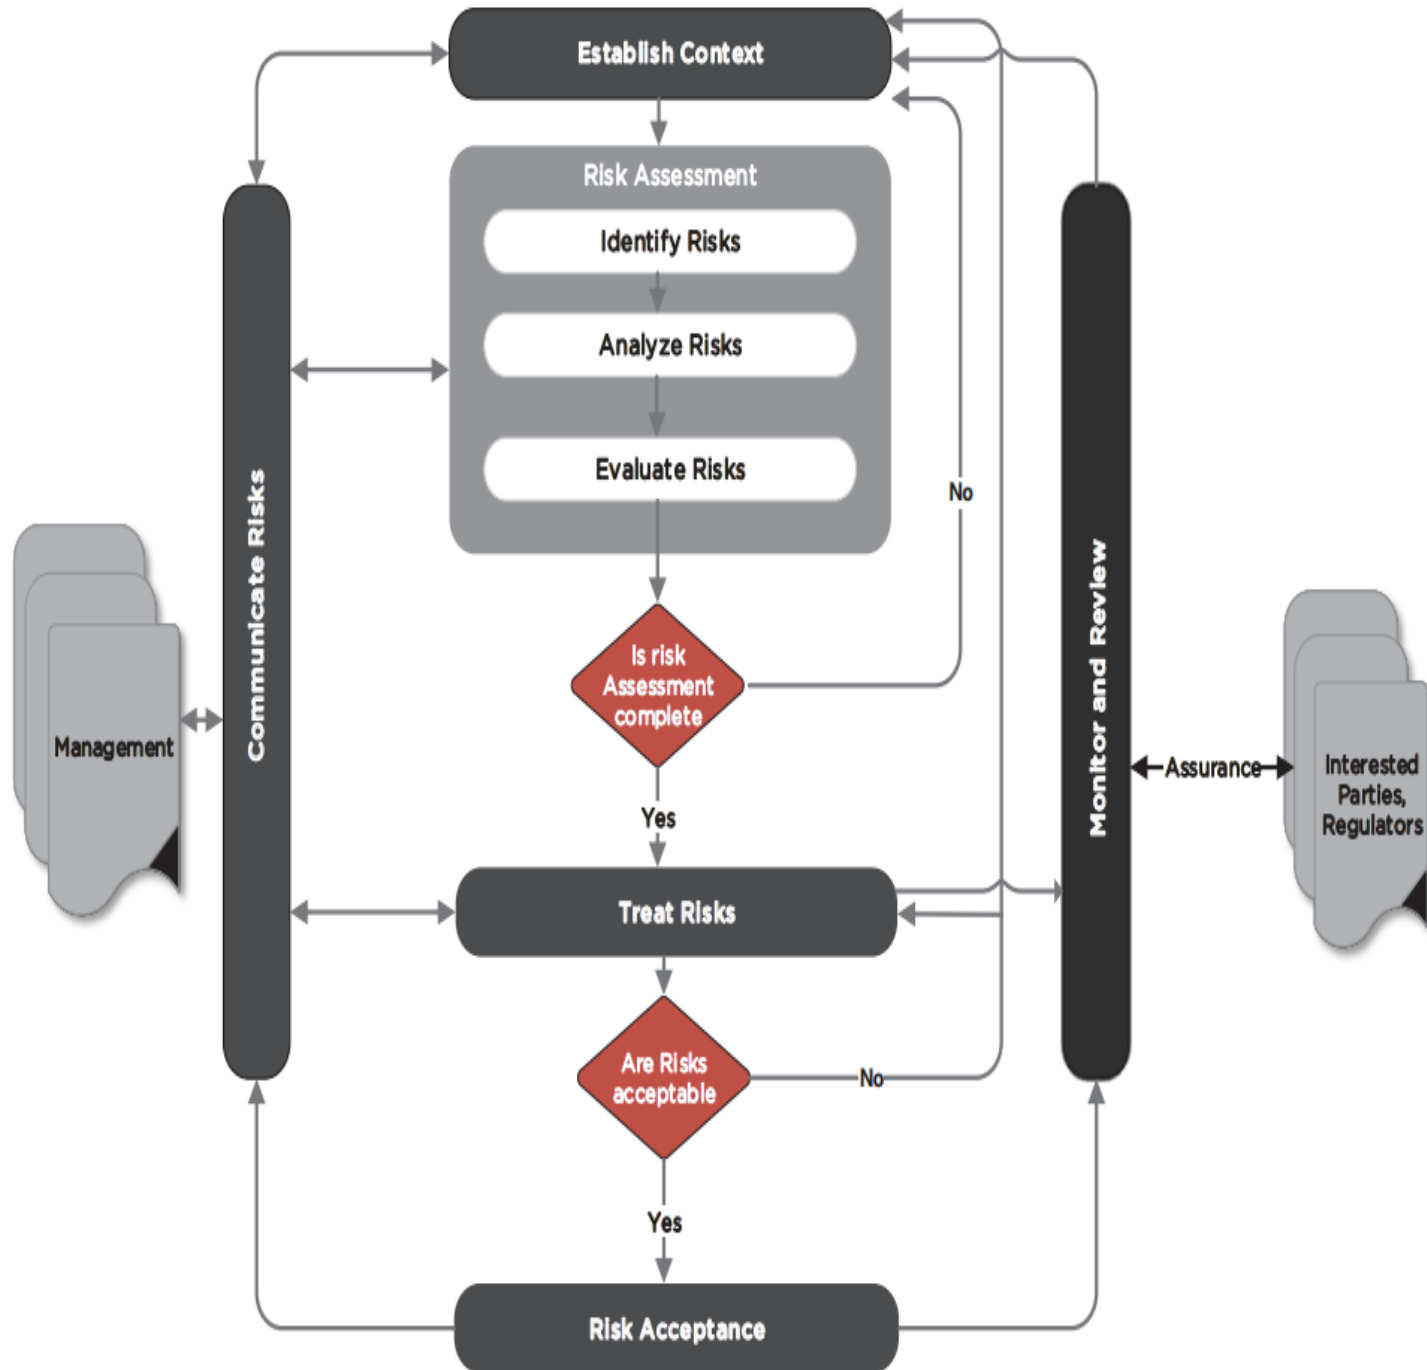 Establish Context
Risk Assessment
Identify Risks
Analyze Risks
Evaluate Risks
No
Is risk
Assessment
complete
Yes
Communicate Risks
Management
Monitor and Review
Assurance
Interested
Parties,
Regulators
Treat Risks
Are Risks
acceptable
No
Yes
Risk Acceptance